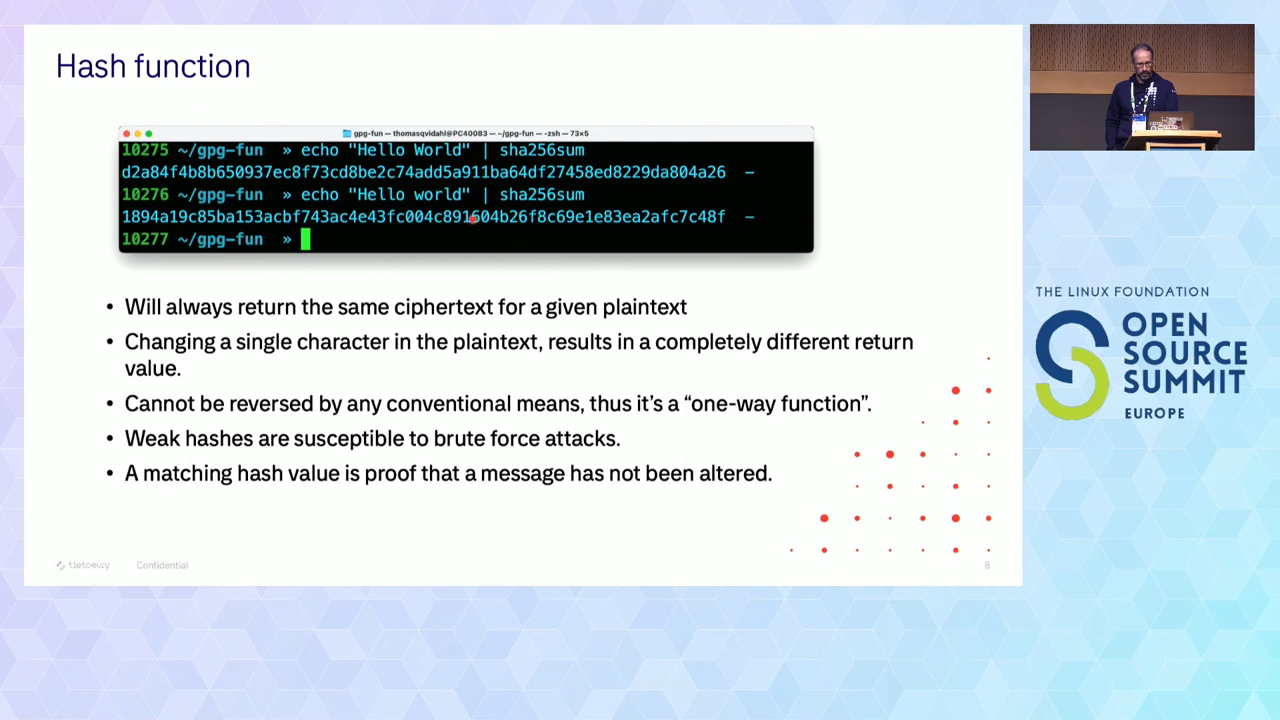 Hash function
gpg-fun — thomasqvidahl@PC40083 — ~/gpg-fun — -zsh — 73×5
10275 ~/gpg-fun » echo "Hello World" | sha256sum
d2a84f4b8b650937ec8f73cd8be2c74add5a911ba64df27458ed8229da804a26 -
10276 ~/gpg-fun » echo "Hello world" | sha256sum
1894a19c85ba153acbf743ac4e43fc004c891604b26f8c69e1e83ea2afc7c48f -
10277 ~/gpg-fun »
• Will always return the same ciphertext for a given plaintext
• Changing a single character in the plaintext, results in a completely different return
value.
• Cannot be reversed by any conventional means, thus it’s a “one-way function”.
• Weak hashes are susceptible to brute force attacks.
• A matching hash value is proof that a message has not been altered.
tietoevry Confidential 8
THE LINUX FOUNDATION
OPEN
SOURCE
SUMMIT
EUROPE